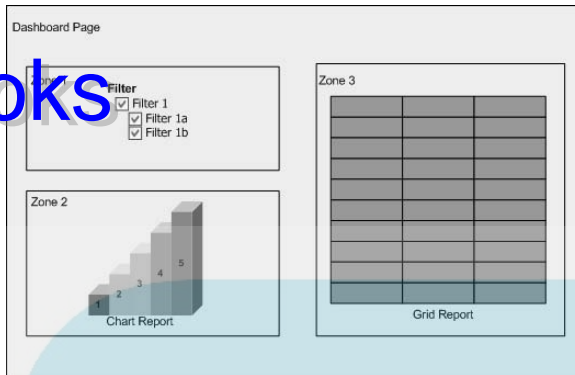 Dashboard Page
oks
Filter
Filter 1
Filter 1a
Filter 1b
Zone 2
1
2
3
4
5
Chart Report
Zone 3
Grid Report